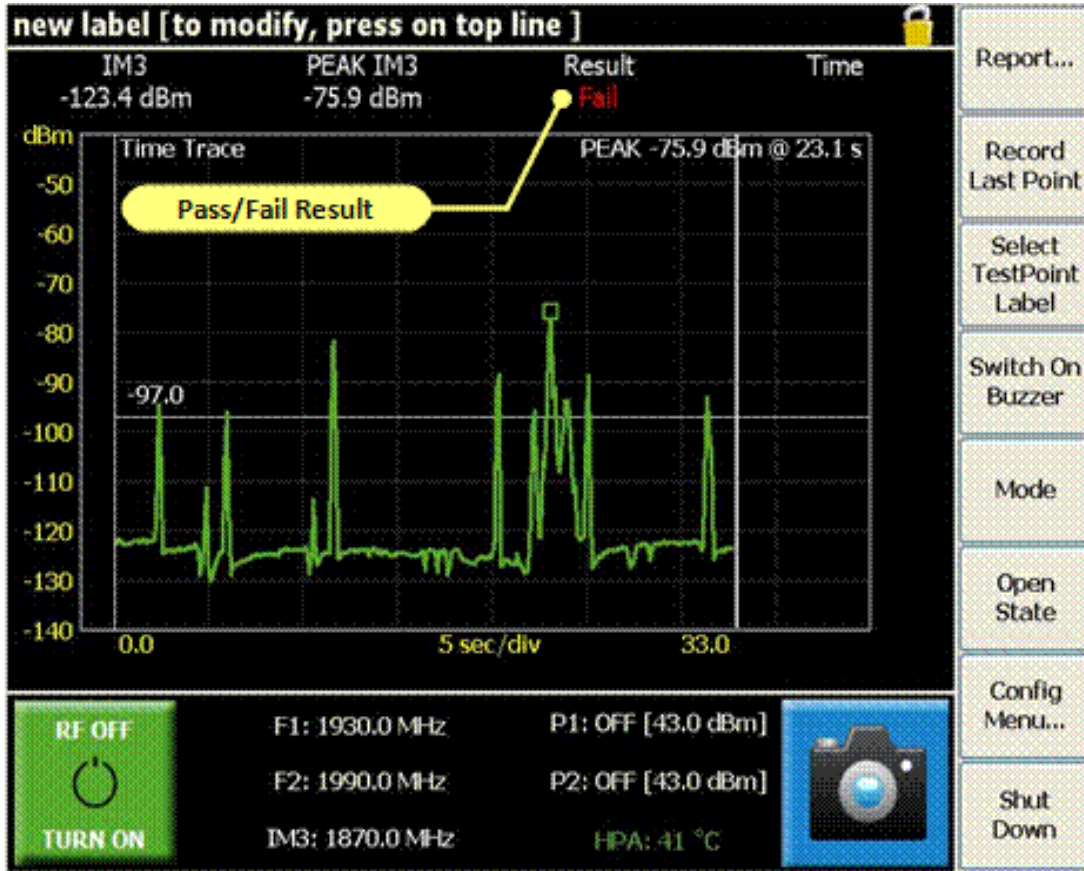 new label [to modify, press on top line ]
IM3 PEAK IM3 Result Time
-123.4 dBm -75.9 dBm Fail
dBm
Time Trace PEAK -75.9 dBm @ 23.1 s
Pass/Fail Result
-50
-60
-70
-80
-90
-97.0
-100
-110
-120
-130
-140
0.0 5 sec/div 33.0
RF OFF
TURN ON
F1: 1930.0 MHz P1: OFF [43.0 dBm]
F2: 1990.0 MHz P2: OFF [43.0 dBm]
IM3: 1870.0 MHz HPA: 41 °C
Report...
Record
Last Point
Select
TestPoint
Label
Switch On
Buzzer
Mode
Open
State
Config
Menu...
Shut
Down